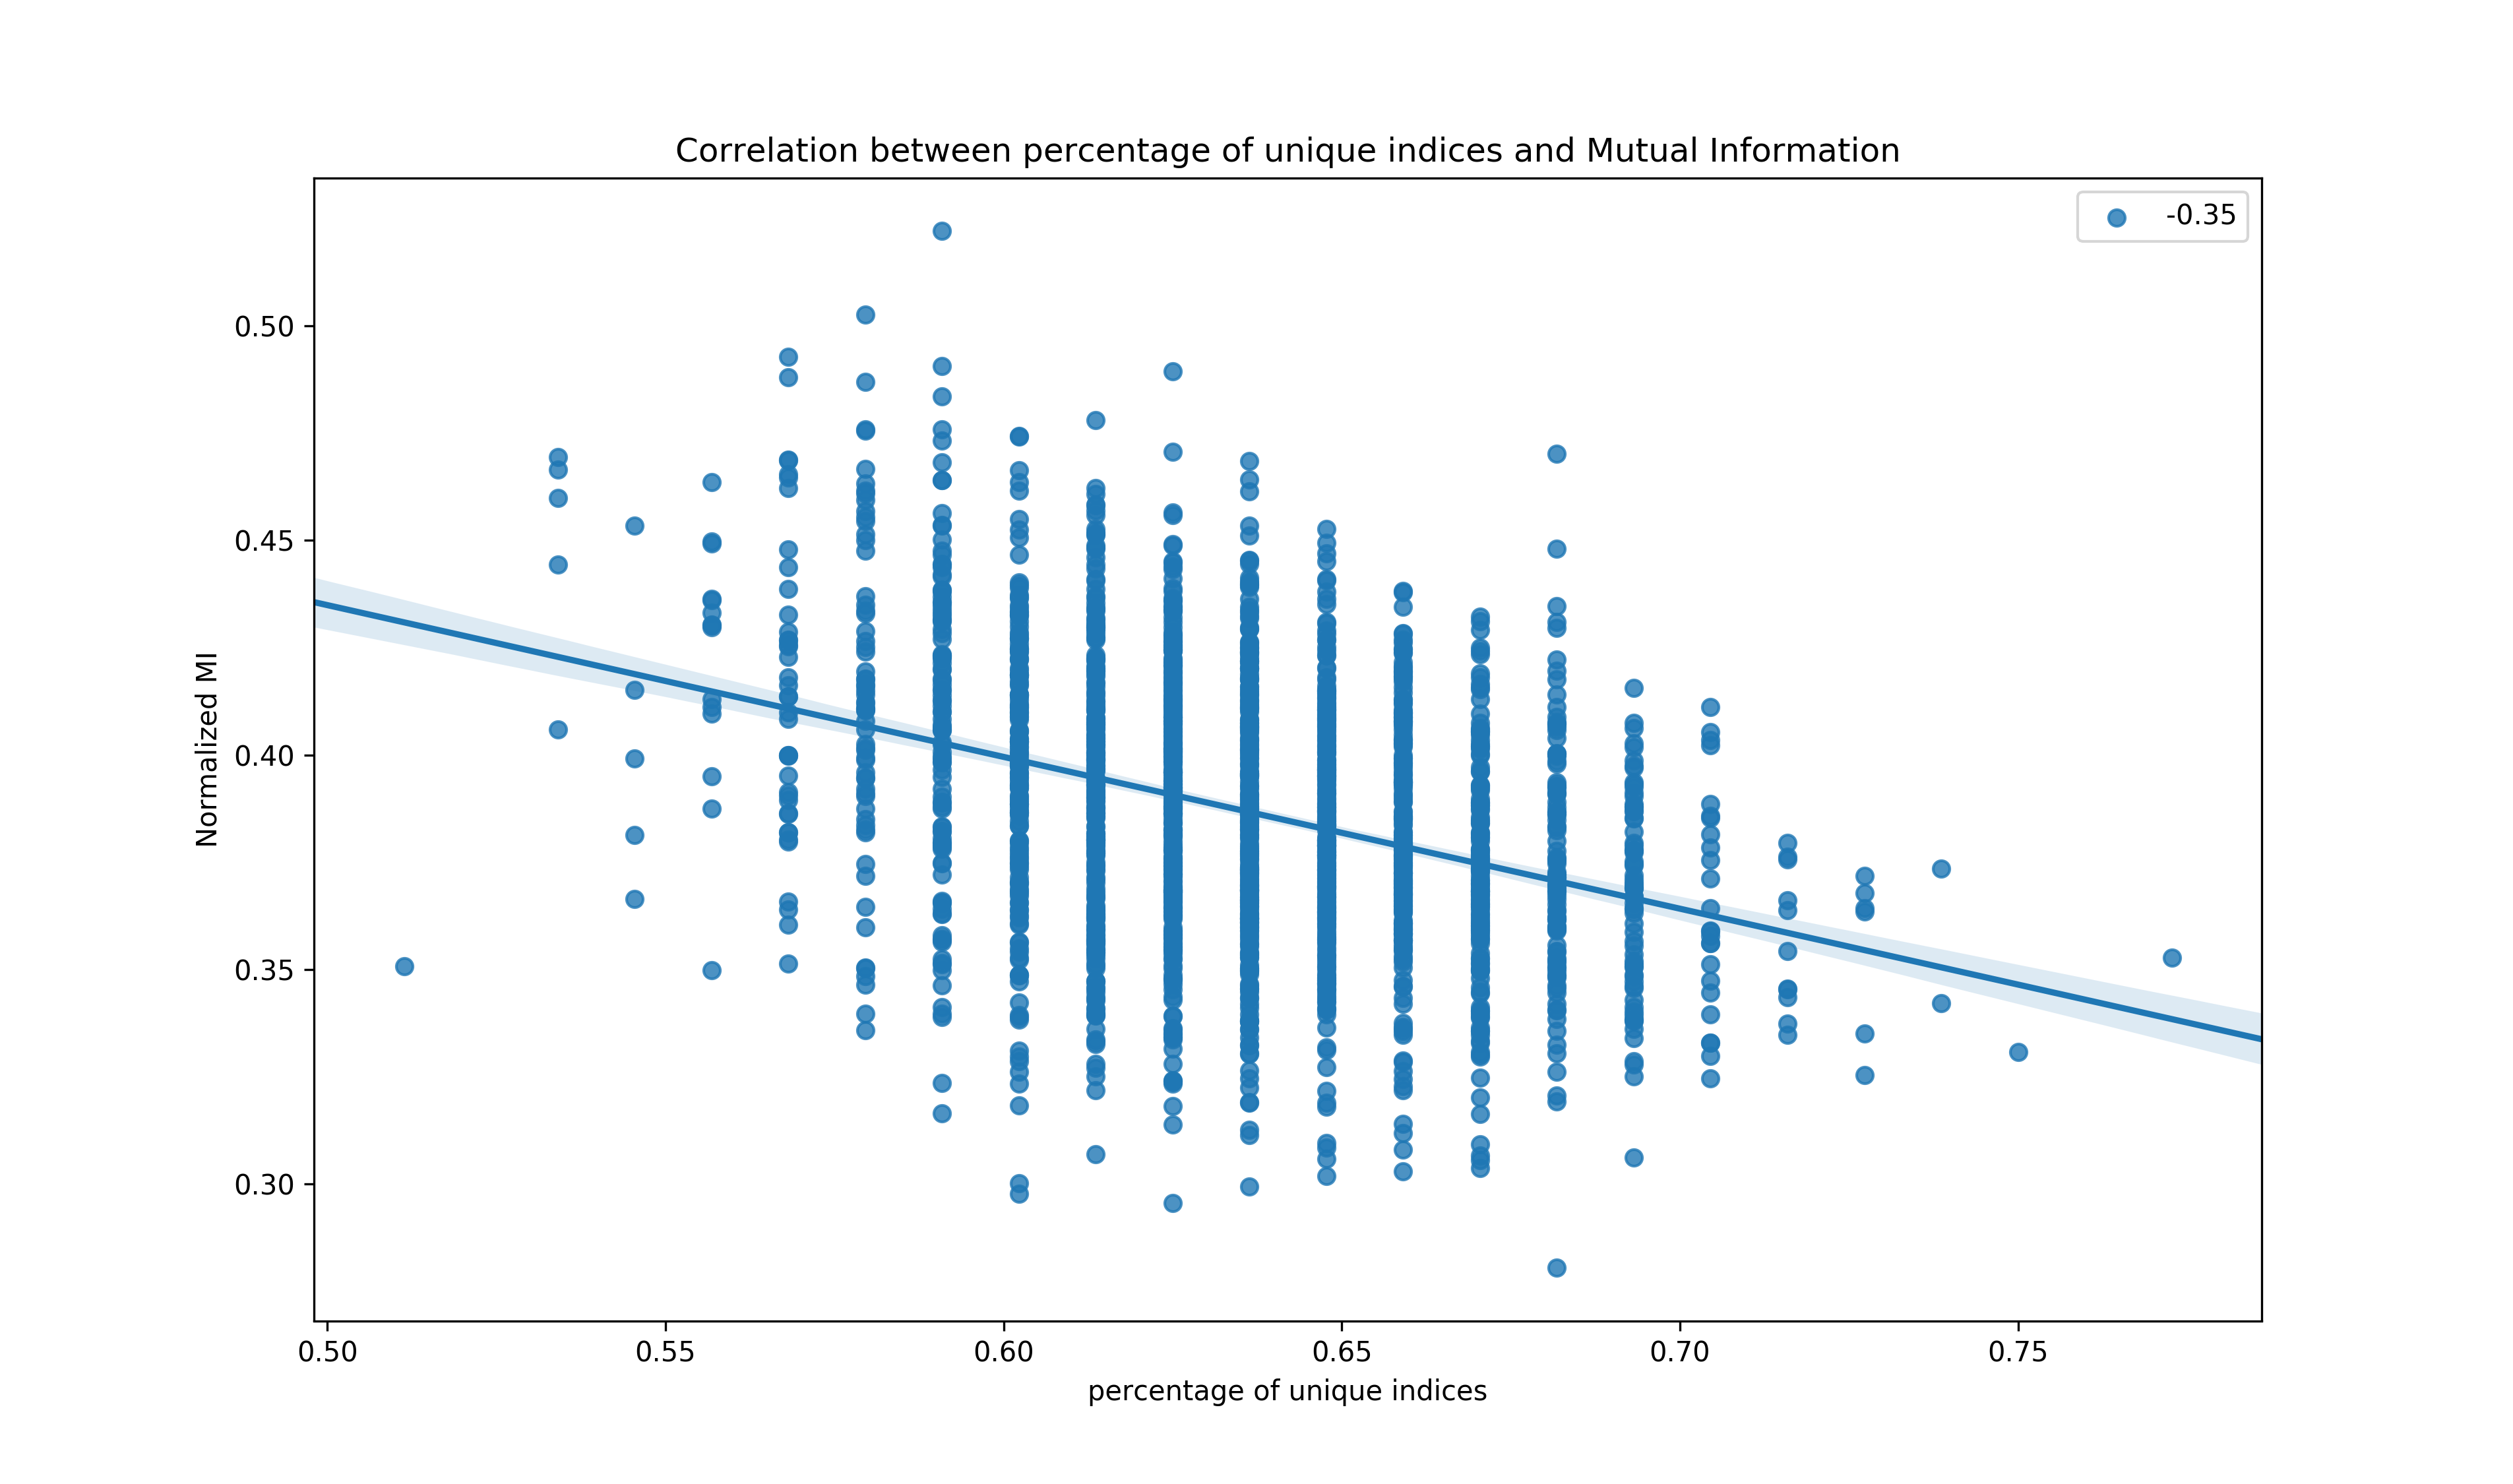 Correlation between percentage of unique indices and Mutual Information
-0.35
0.50
0.45
0.40
0.35
0.30
Normalized MI
0.50 0.55 0.60 0.65 0.70 0.75
percentage of unique indices